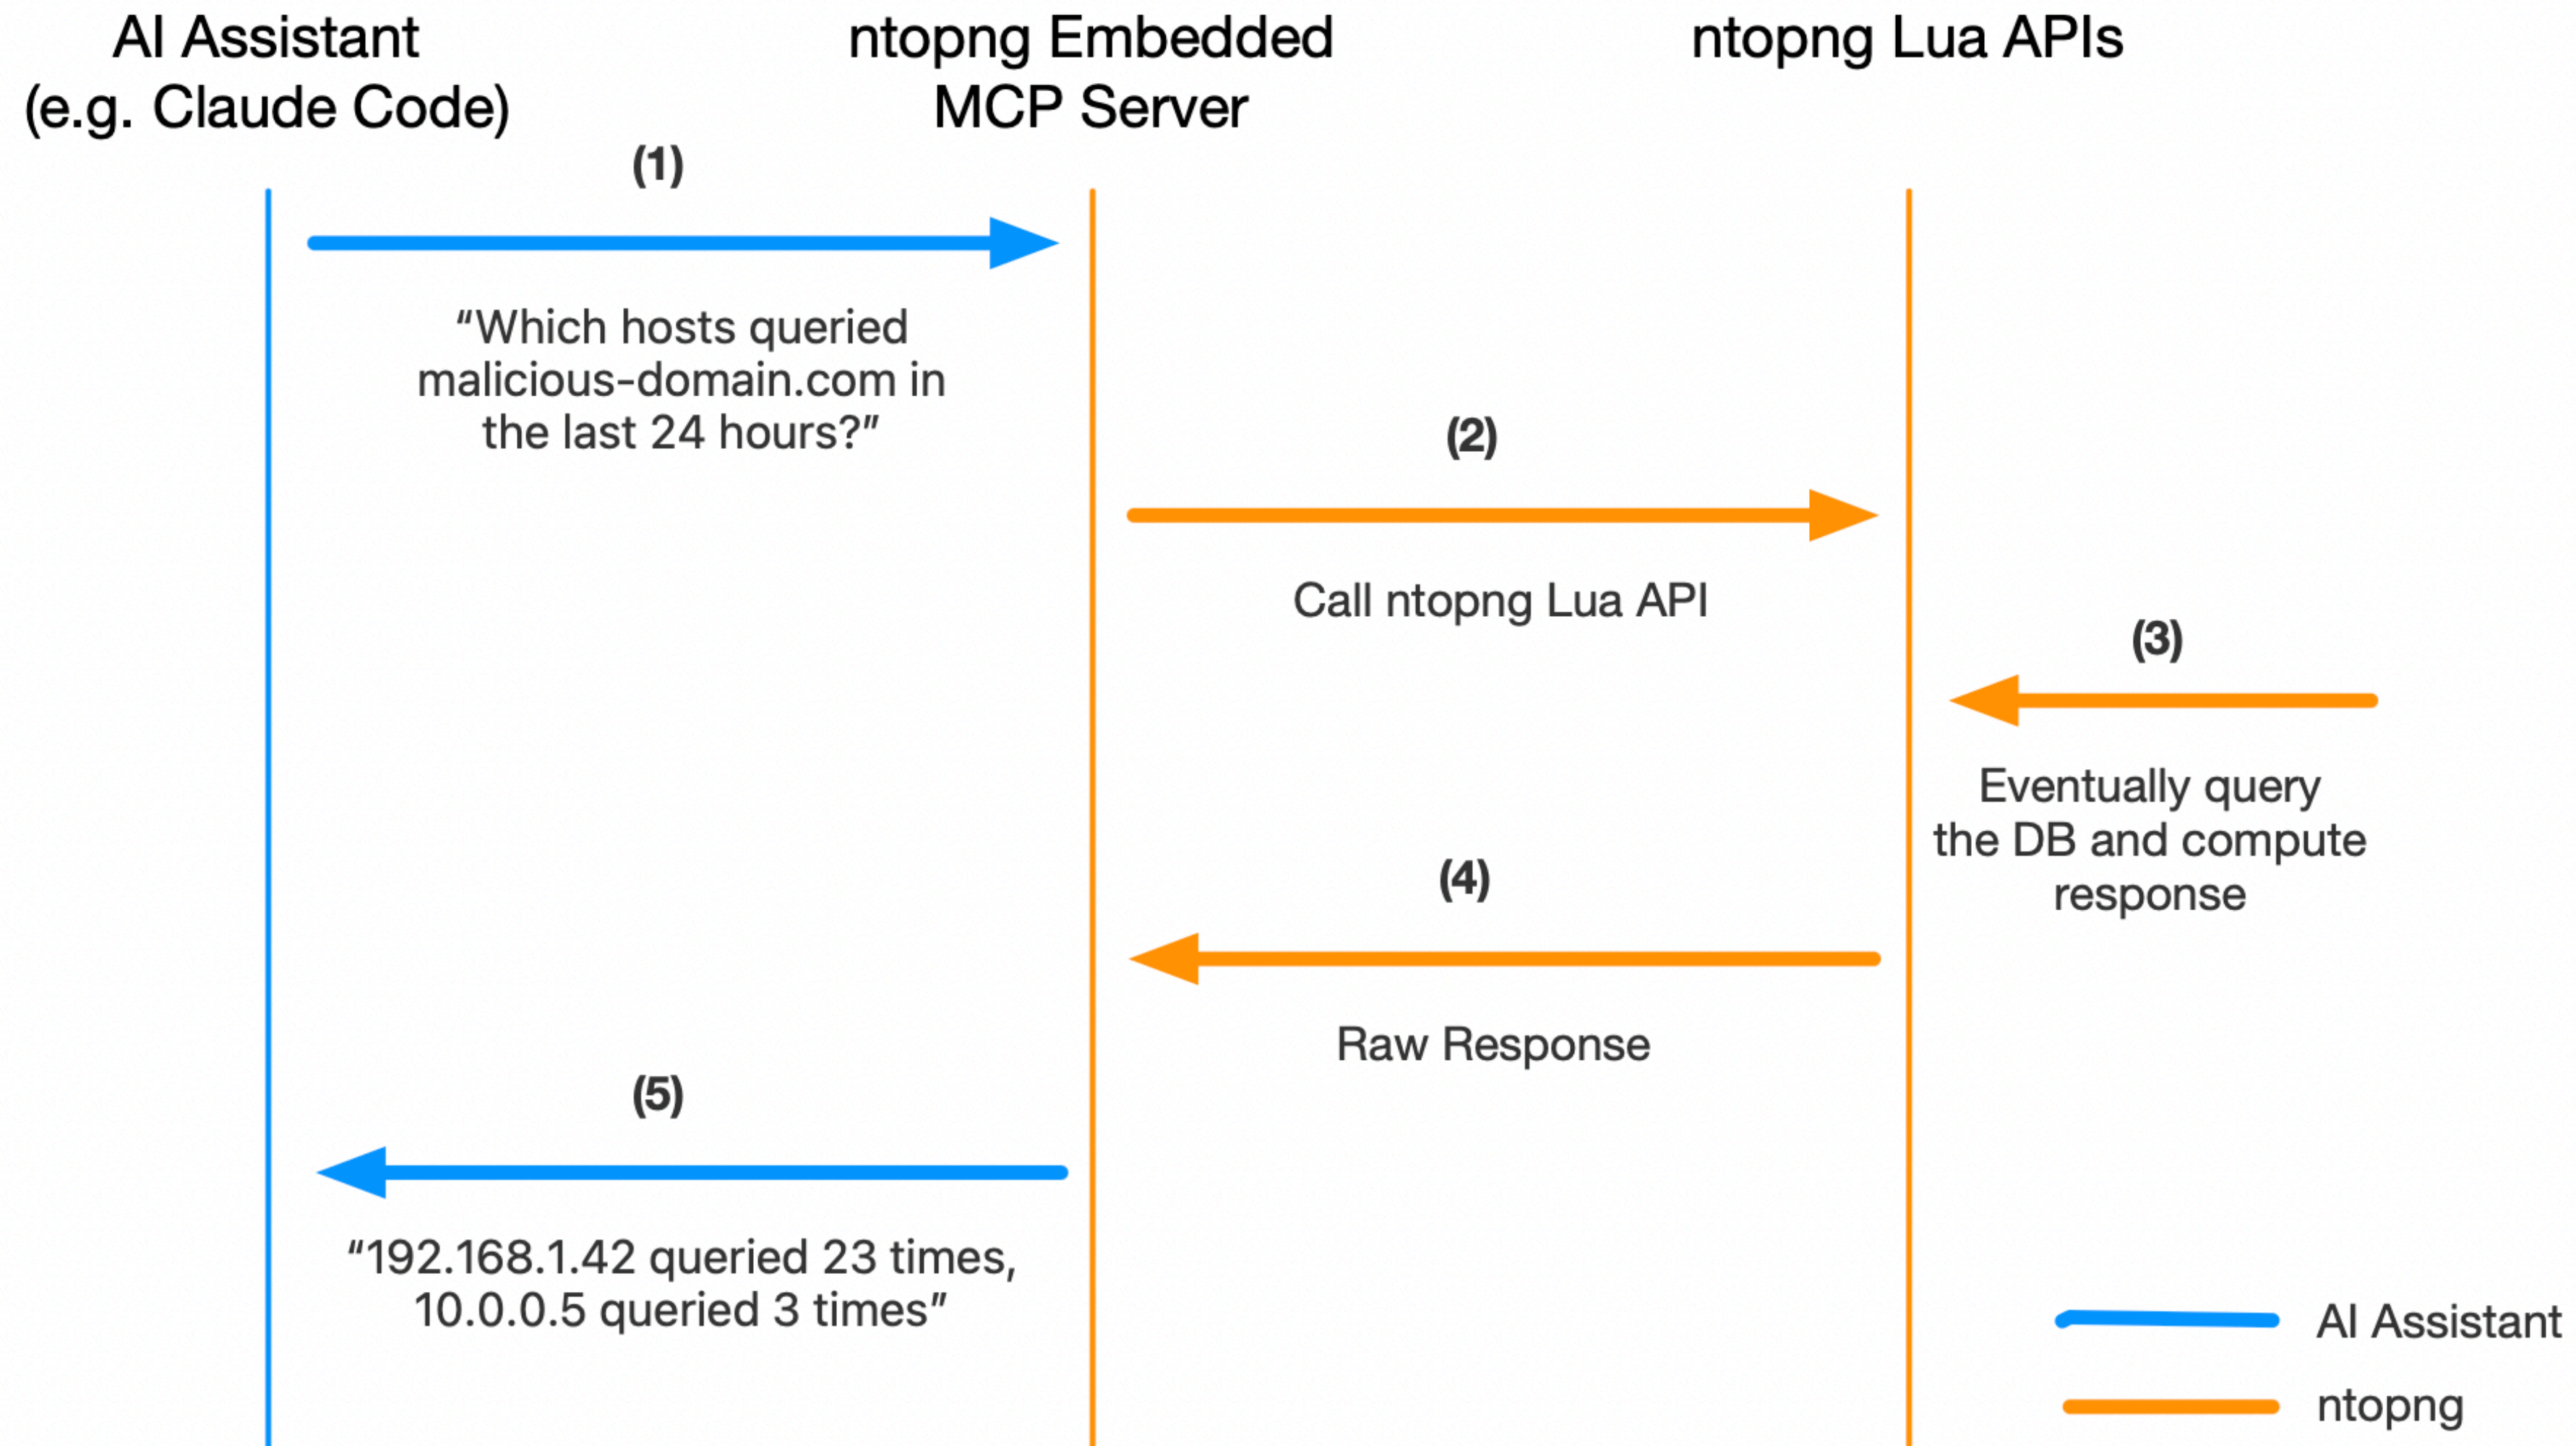 AI Assistant
(e.g. Claude Code)
ntopng Embedded
MCP Server
ntopng Lua APIs
(1)
“Which hosts queried
malicious-domain.com in
the last 24 hours?”
(2)
Call ntopng Lua API
(3)
Eventually query
the DB and compute
response
(4)
Raw Response
(5)
“192.168.1.42 queried 23 times,
10.0.0.5 queried 3 times”
AI Assistant
ntopng